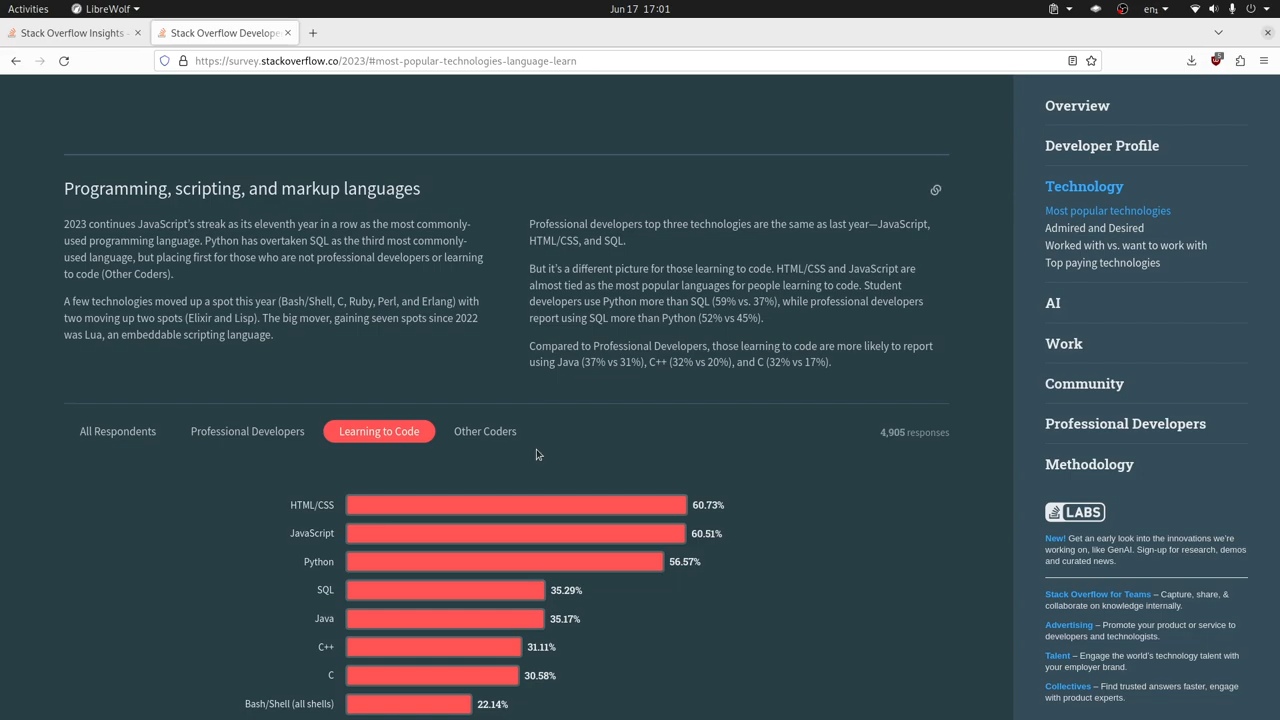 Activities
LibreWolf
Jun 17 17:01
en₁
Stack Overflow Insights -
Stack Overflow Develope
https://survey.stackoverflow.co/2023/#most-popular-technologies-language-learn
5
Programming, scripting, and markup languages
2023 continues JavaScript's streak as its eleventh year in a row as the most commonly-
used programming language. Python has overtaken SQL as the third most commonly-
used language, but placing first for those who are not professional developers or learning
to code (Other Coders).
A few technologies moved up a spot this year (Bash/Shell, C, Ruby, Perl, and Erlang) with
two moving up two spots (Elixir and Lisp). The big mover, gaining seven spots since 2022
was Lua, an embeddable scripting language.
Professional developers top three technologies are the same as last year—JavaScript,
HTML/CSS, and SQL.
But it's a different picture for those learning to code. HTML/CSS and JavaScript are
almost tied as the most popular languages for people learning to code. Student
developers use Python more than SQL (59% vs. 37%), while professional developers
report using SQL more than Python (52% vs 45%).
Compared to Professional Developers, those learning to code are more likely to report
using Java (37% vs 31%), C++ (32% vs 20%), and C (32% vs 17%).
All Respondents
Professional Developers
Learning to Code
Other Coders
4,905 responses
HTML/CSS 60.73%
JavaScript 60.51%
Python 56.57%
SQL 35.29%
Java 35.17%
C++ 31.11%
C 30.58%
Bash/Shell (all shells) 22.14%
Overview
Developer Profile
Technology
Most popular technologies
Admired and Desired
Worked with vs. want to work with
Top paying technologies
AI
Work
Community
Professional Developers
Methodology
LABS
New! Get an early look into the innovations we're
working on, like GenAI. Sign-up for research, demos
and curated news.
Stack Overflow for Teams – Capture, share, &
collaborate on knowledge internally.
Advertising – Promote your product or service to
developers and technologists.
Talent – Engage the world's technology talent with
your employer brand.
Collectives – Find trusted answers faster, engage
with product experts.